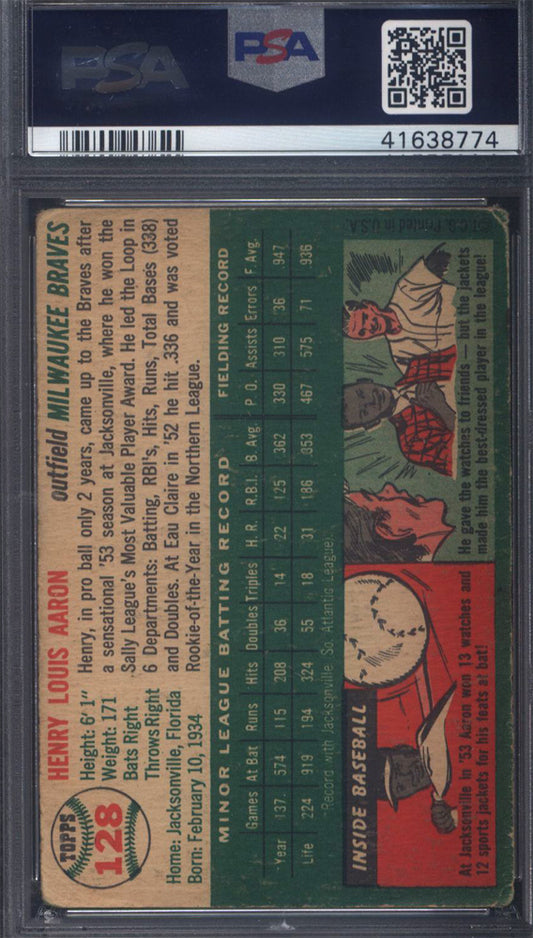 PSA
PSA
41638774
TOPPS
128
HENRY LOUIS AARON
outfield MILWAUKEE BRAVES
Height: 6'1"
Weight: 171
Bats Right
Throws Right
Home: Jacksonville, Florida
Born: February 10, 1934
Henry, in pro ball only 2 years, came up to the Braves after
a sensational '53 season at Jacksonville, where he won the
Sally League's Most Valuable Player Award. He led the Loop in
6 Departments: Batting, RBI's, Hits, Runs, Total Bases (338)
and Doubles. At Eau Claire in '52 he hit .336 and was voted
Rookie-of-the-Year in the Northern League.
MINOR LEAGUE BATTING RECORD FIELDING RECORD
Games At Bat Runs Hits Doubles Triples H.R. R.B.I. B. Avg. P.O. Assists Errors F. Avg.
Year 137. 574 115 208 36 14 22 125 .362 330 310 36 .947
Life 224 919 194 324 55 18 31 186 .353 467 575 71 .936
(Record with Jacksonville, So. Atlantic League)
INSIDE BASEBALL
At Jacksonville in '53 Aaron won 13 watches and
12 sports jackets for his feats at bat!
He gave the watches to friends — but the jackets
made him the best-dressed player in the league!
©T.C.G. Printed in U.S.A.